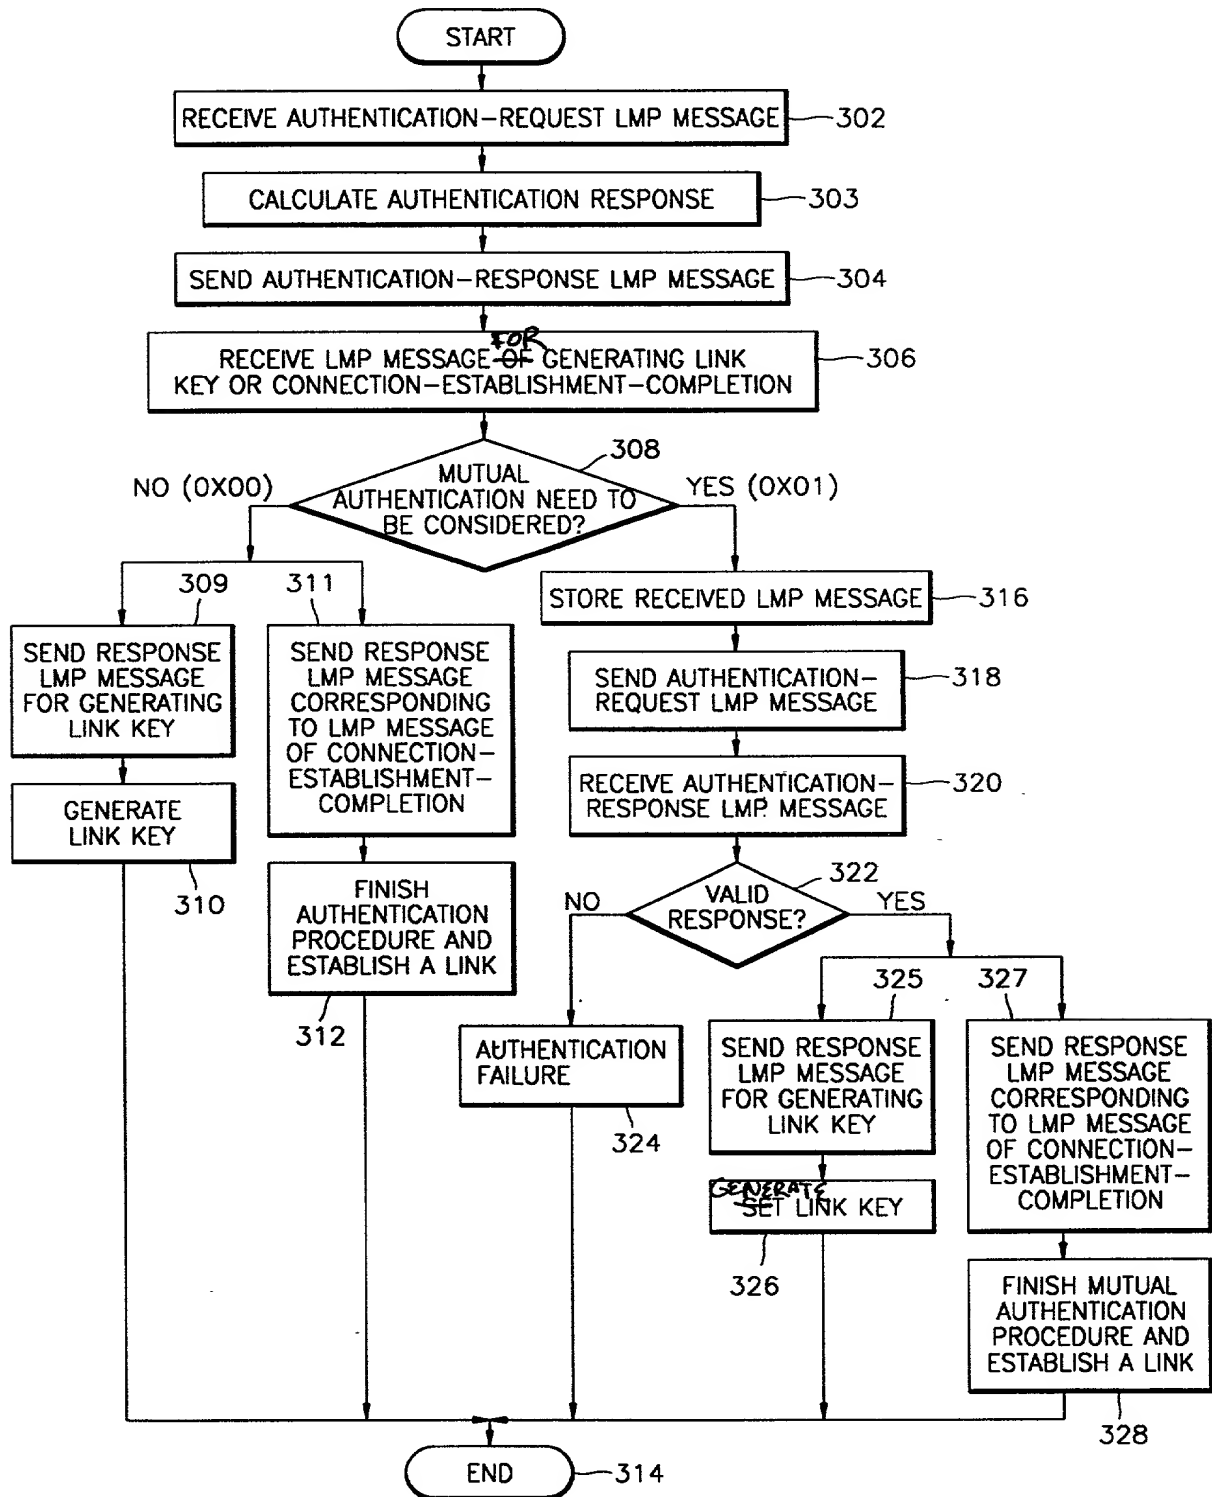 START
RECEIVE AUTHENTICATION-REQUEST LMP MESSAGE
302
CALCULATE AUTHENTICATION RESPONSE
303
SEND AUTHENTICATION-RESPONSE LMP MESSAGE
304
FOR
RECEIVE LMP MESSAGE OF GENERATING LINK
KEY OR CONNECTION-ESTABLISHMENT-COMPLETION
306
308
MUTUAL
AUTHENTICATION NEED TO
BE CONSIDERED?
NO (0X00)
YES (0X01)
309
SEND RESPONSE
LMP MESSAGE
FOR GENERATING
LINK KEY
GENERATE
LINK KEY
310
311
SEND RESPONSE
LMP MESSAGE
CORRESPONDING
TO LMP MESSAGE
OF CONNECTION-
ESTABLISHMENT-
COMPLETION
FINISH
AUTHENTICATION
PROCEDURE AND
ESTABLISH A LINK
312
STORE RECEIVED LMP MESSAGE
316
SEND AUTHENTICATION-
REQUEST LMP MESSAGE
318
RECEIVE AUTHENTICATION-
RESPONSE LMP MESSAGE
320
322
VALID
RESPONSE?
NO
YES
AUTHENTICATION
FAILURE
324
325
SEND RESPONSE
LMP MESSAGE
FOR GENERATING
LINK KEY
GENERATE
SET LINK KEY
326
327
SEND RESPONSE
LMP MESSAGE
CORRESPONDING
TO LMP MESSAGE
OF CONNECTION-
ESTABLISHMENT-
COMPLETION
FINISH MUTUAL
AUTHENTICATION
PROCEDURE AND
ESTABLISH A LINK
328
END
314